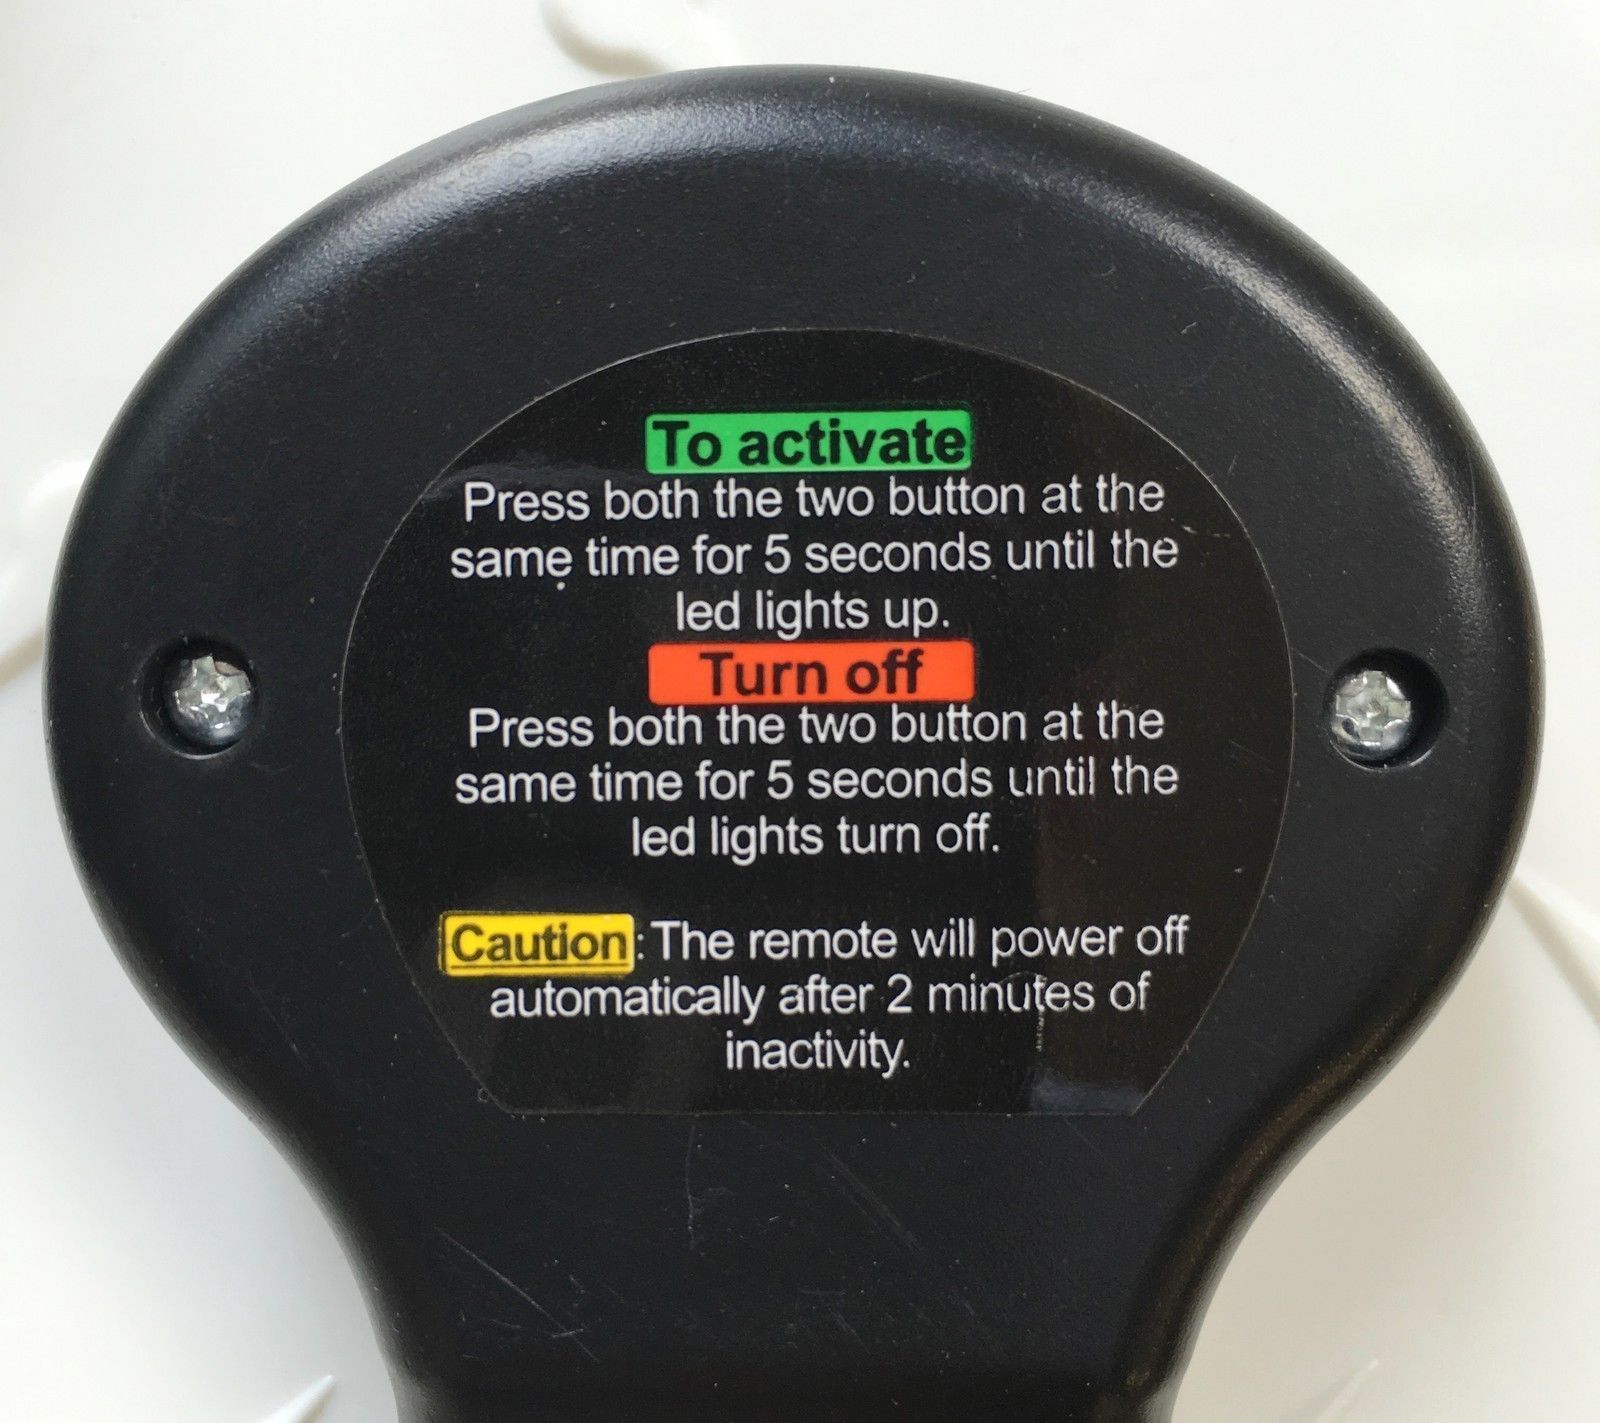 To activate
Press both the two button at the
same time for 5 seconds until the
led lights up.
Turn off
Press both the two button at the
same time for 5 seconds until the
led lights turn off.
Caution: The remote will power off
automatically after 2 minutes of
inactivity.